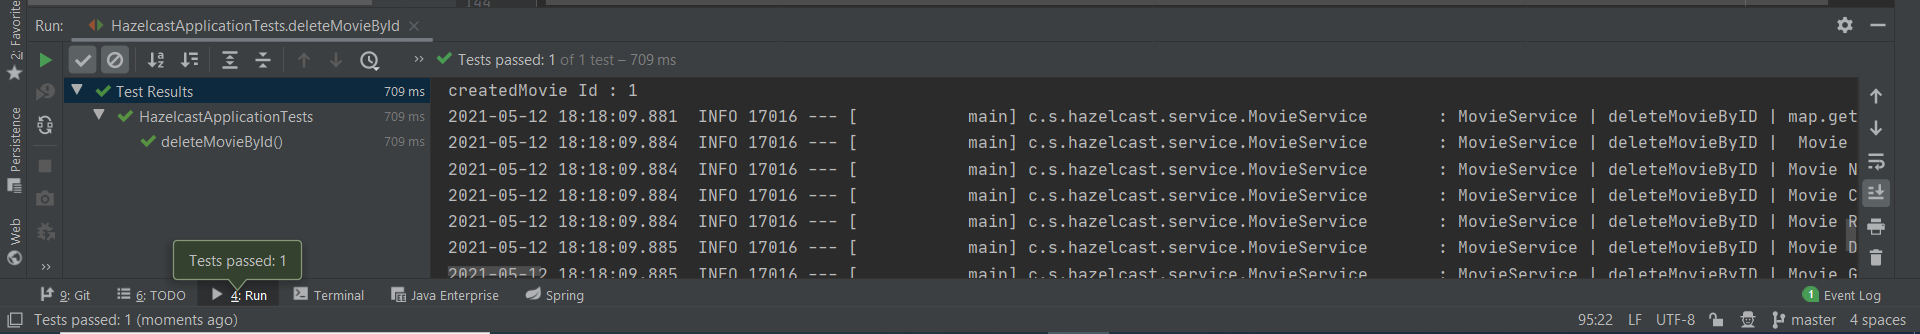 144
2: Favorite
Run: HazelcastApplicationTests.deleteMovieById
Tests passed: 1 of 1 test – 709 ms
Test Results 709 ms
HazelcastApplicationTests 709 ms
deleteMovieById() 709 ms
createdMovie Id : 1
2021-05-12 18:18:09.881 INFO 17016 --- [ main] c.s.hazelcast.service.MovieService : MovieService | deleteMovieByID | map.get
2021-05-12 18:18:09.884 INFO 17016 --- [ main] c.s.hazelcast.service.MovieService : MovieService | deleteMovieByID | Movie
2021-05-12 18:18:09.884 INFO 17016 --- [ main] c.s.hazelcast.service.MovieService : MovieService | deleteMovieByID | Movie N
2021-05-12 18:18:09.884 INFO 17016 --- [ main] c.s.hazelcast.service.MovieService : MovieService | deleteMovieByID | Movie C
2021-05-12 18:18:09.884 INFO 17016 --- [ main] c.s.hazelcast.service.MovieService : MovieService | deleteMovieByID | Movie R
2021-05-12 18:18:09.885 INFO 17016 --- [ main] c.s.hazelcast.service.MovieService : MovieService | deleteMovieByID | Movie D
2021-05-12 18:18:09.885 INFO 17016 --- [ main] c.s.hazelcast.service.MovieService : MovieService | deleteMovieByID | Movie G
Persistence
Web
Tests passed: 1
9: Git 6: TODO 4: Run Terminal Java Enterprise Spring 1 Event Log
Tests passed: 1 (moments ago) 95:22 LF UTF-8 master 4 spaces